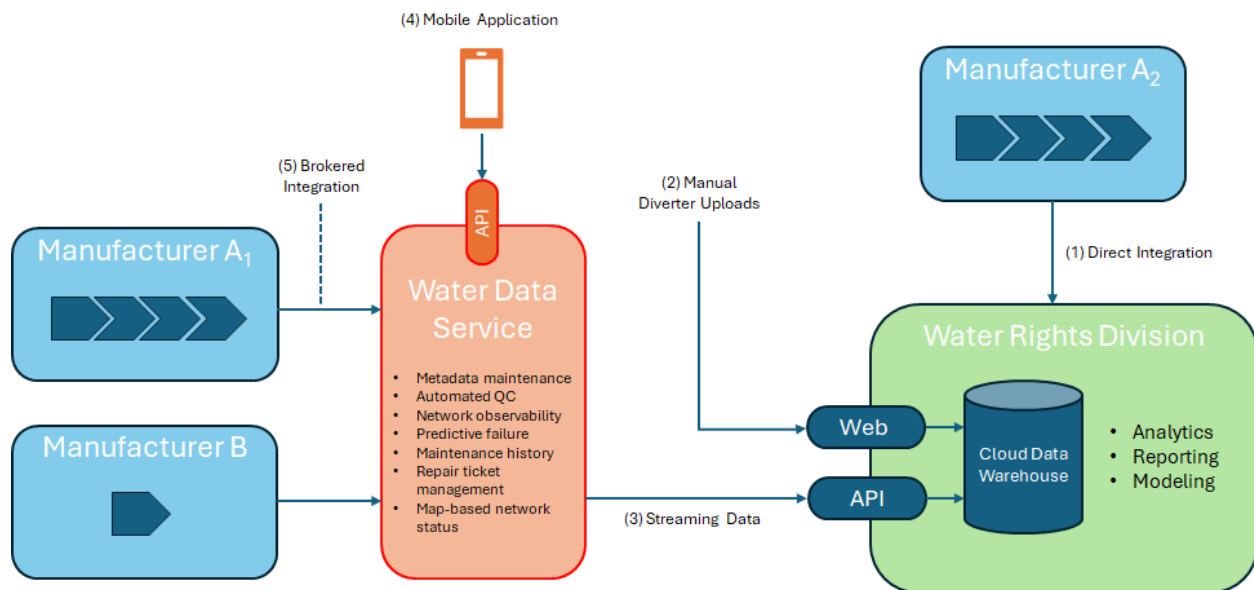 (4) Mobile Application
Manufacturer A2
(5) Brokered
Integration
(2) Manual
Diverter Uploads
API
Manufacturer A1
(1) Direct Integration
Water Data
Service
Water Rights Division
• Metadata maintenance
• Automated QC
• Network observability
• Predictive failure
• Maintenance history
• Repair ticket
management
• Map-based network
status
Manufacturer B
Web
API
(3) Streaming Data
Cloud Data
Warehouse
• Analytics
• Reporting
• Modeling